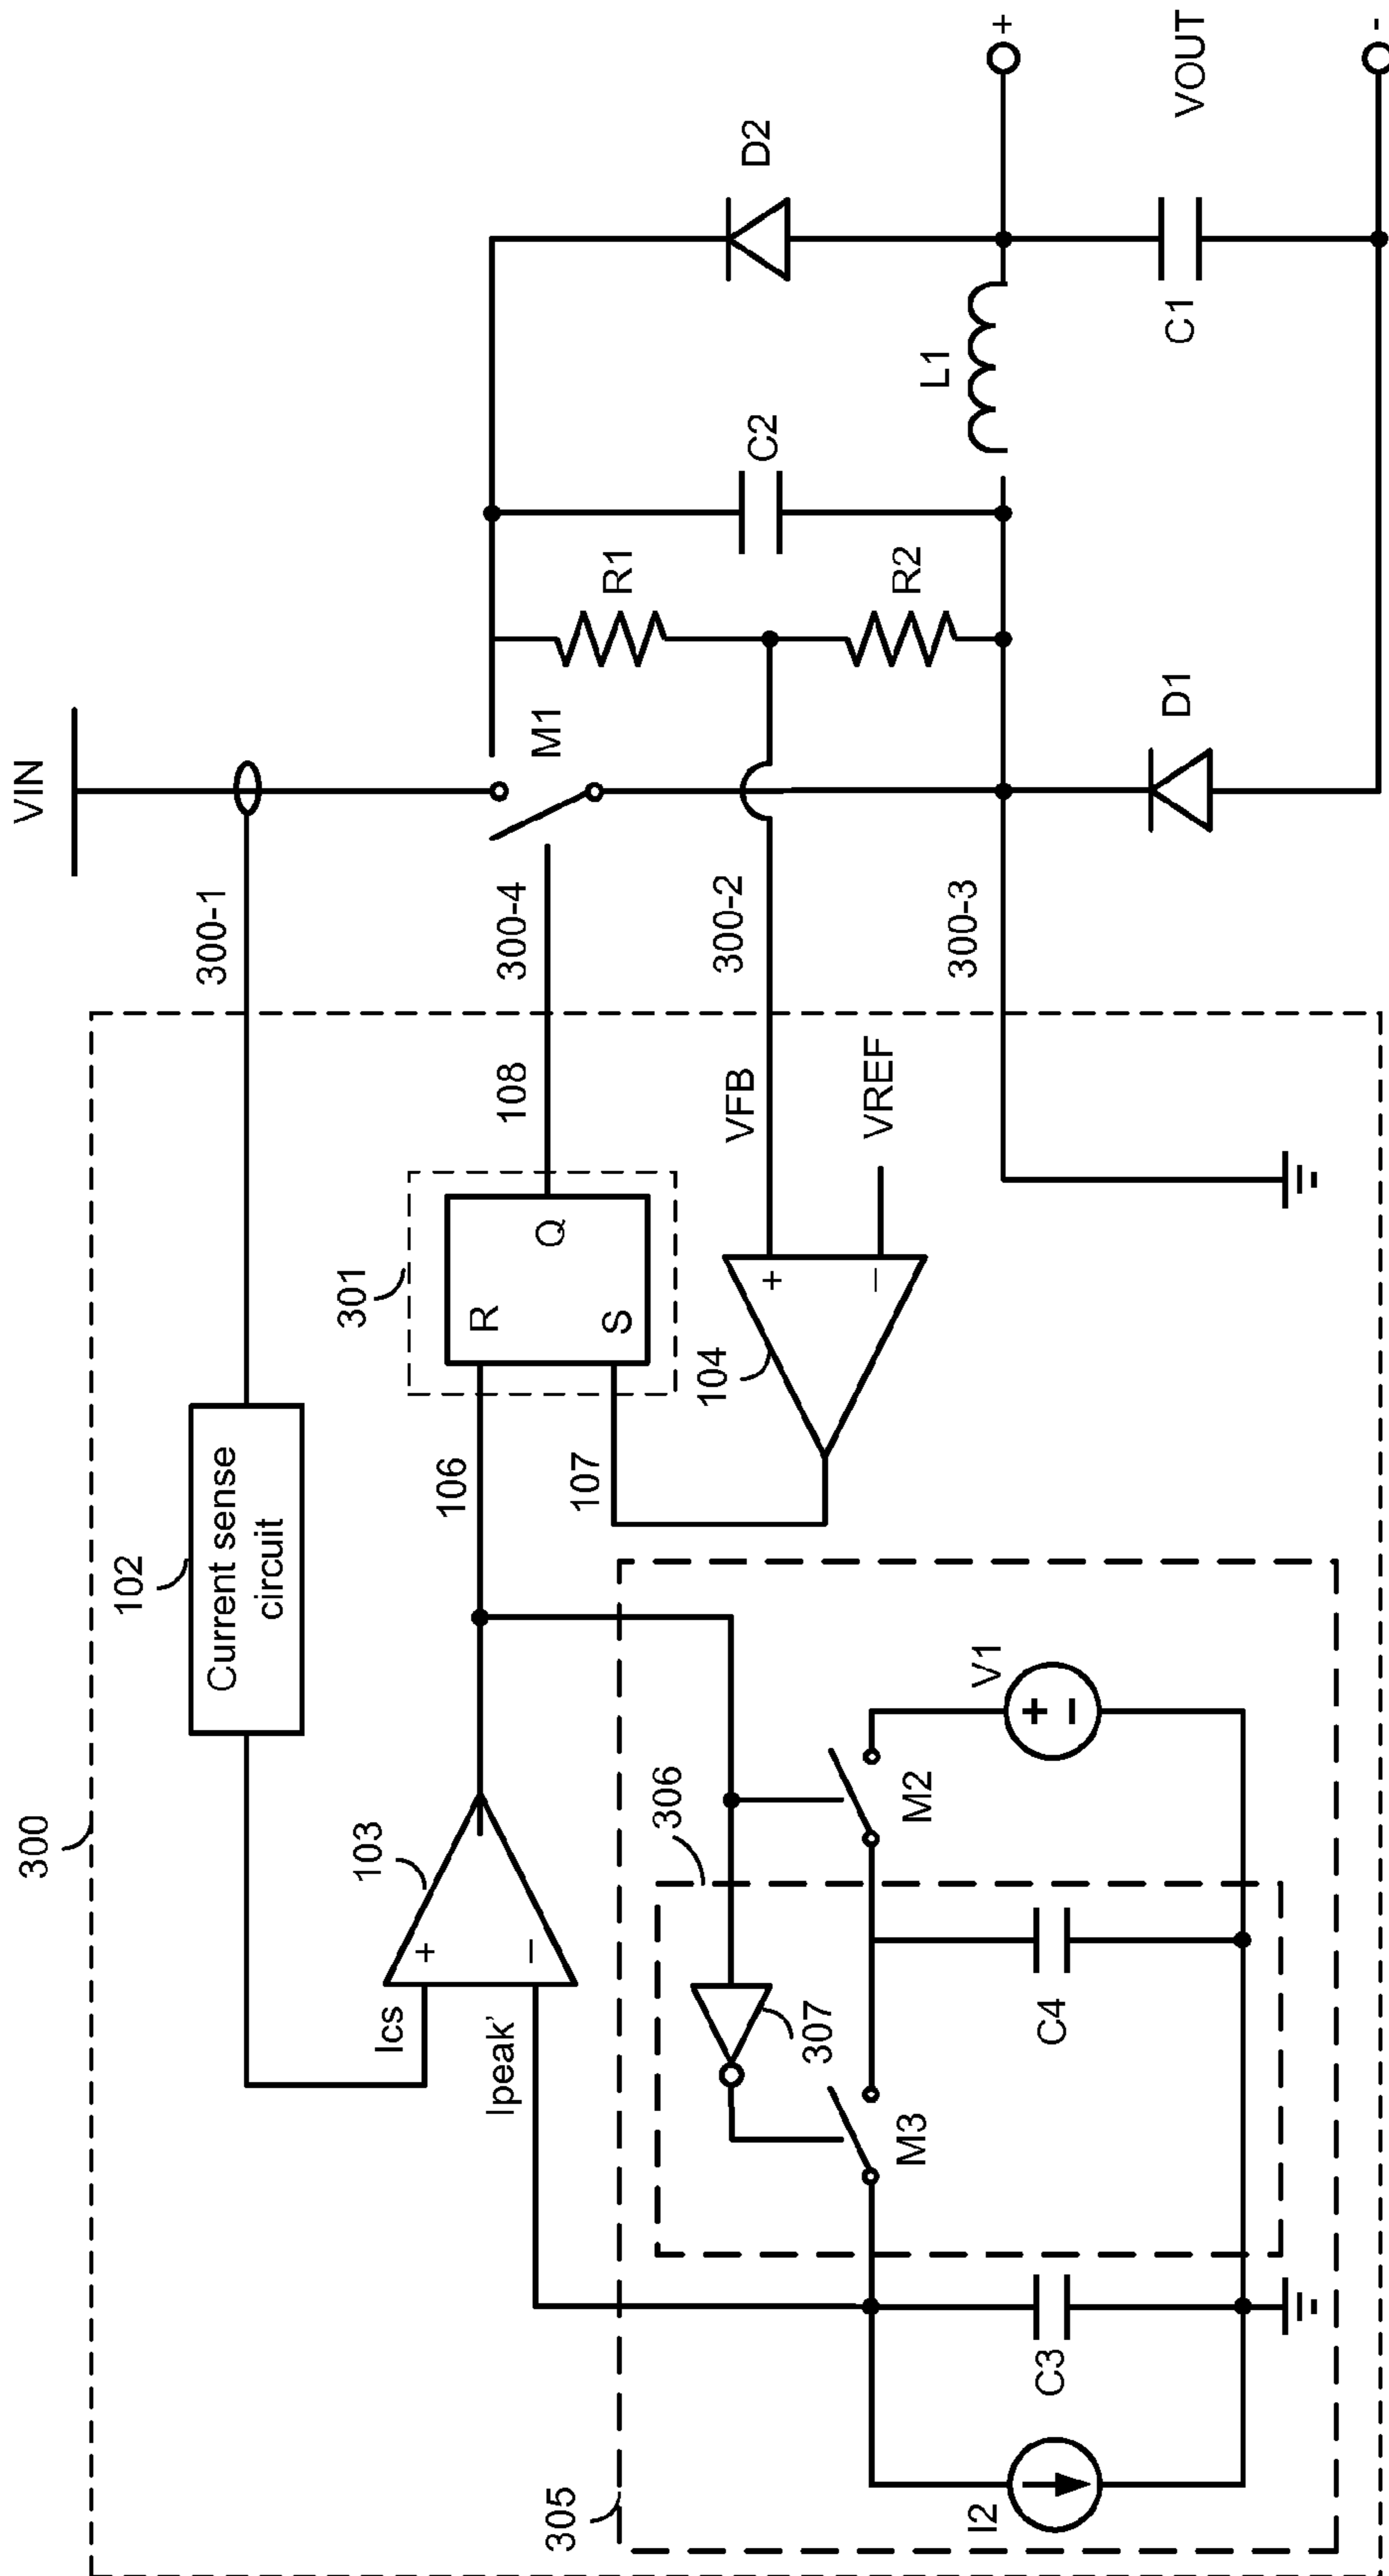 300
VIN
102
Current sense
circuit
300-1
D2
+
VOUT
-
103
Ics
+
−
Ipeak'
106
107
301
R
S
Q
108
300-4
M1
R1
R2
C2
L1
C1
104
+
−
VFB
VREF
300-2
300-3
D1
305
306
307
M3
M2
C4
C3
I2
V1
+
-